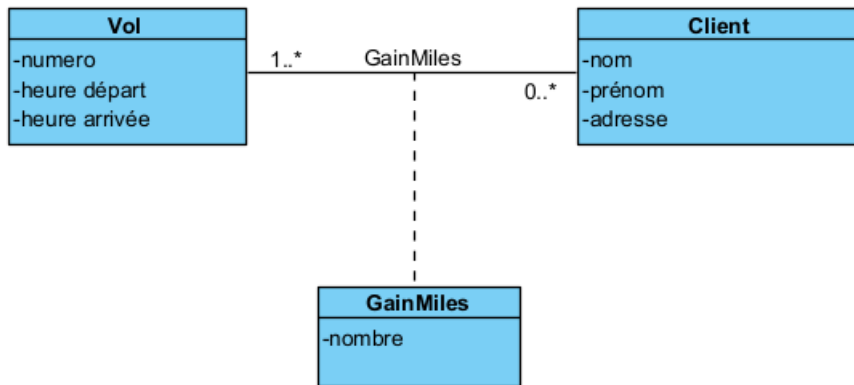 Vol
-numero
-heure départ
-heure arrivée
1..*
GainMiles
0..*
Client
-nom
-prénom
-adresse
GainMiles
-nombre